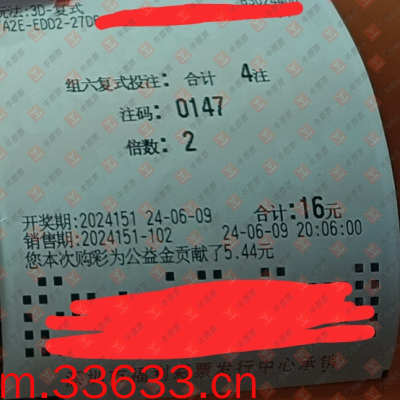 玩法:3D-复式
A2E-EDD2-27D6
组六复式投注: 合计 4注
注码: 0147
倍数: 2
开奖期:2024151 24-06-09 合计:16元
销售期:2024151-102 24-06-09 20:06:00
您本次购彩为公益金贡献了5.44元
福 彩票发行中心承销
m.33633.cn